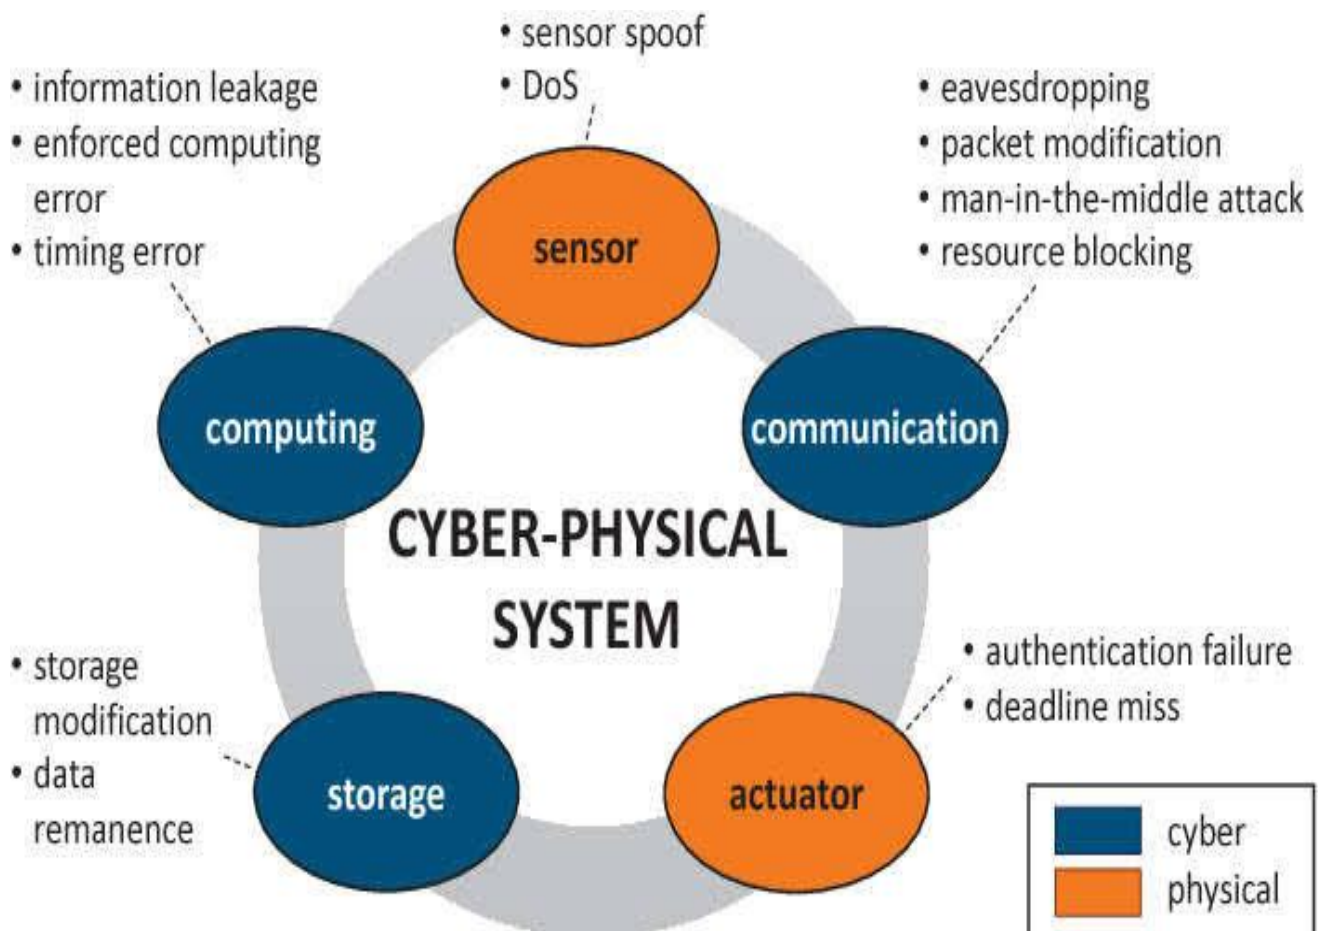 • sensor spoof
• DoS
• information leakage
• enforced computing
error
• timing error
• eavesdropping
• packet modification
• man-in-the-middle attack
• resource blocking
sensor
computing
communication
CYBER-PHYSICAL
SYSTEM
• storage
modification
• data
remanence
• authentication failure
• deadline miss
storage
actuator
cyber
physical